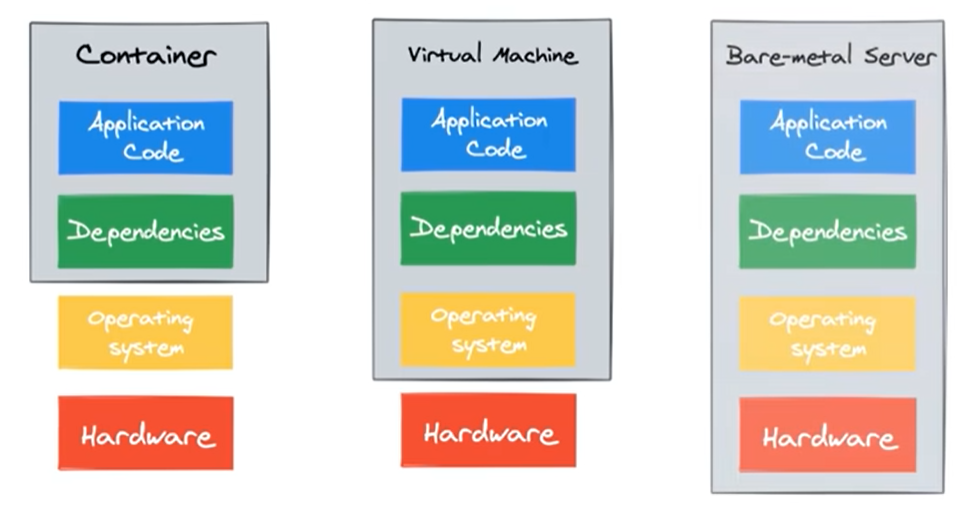 Container
Application
Code
Dependencies
Operating
system
Hardware
Virtual Machine
Application
Code
Dependencies
Operating
system
Hardware
Bare-metal Server
Application
Code
Dependencies
Operating
system
Hardware